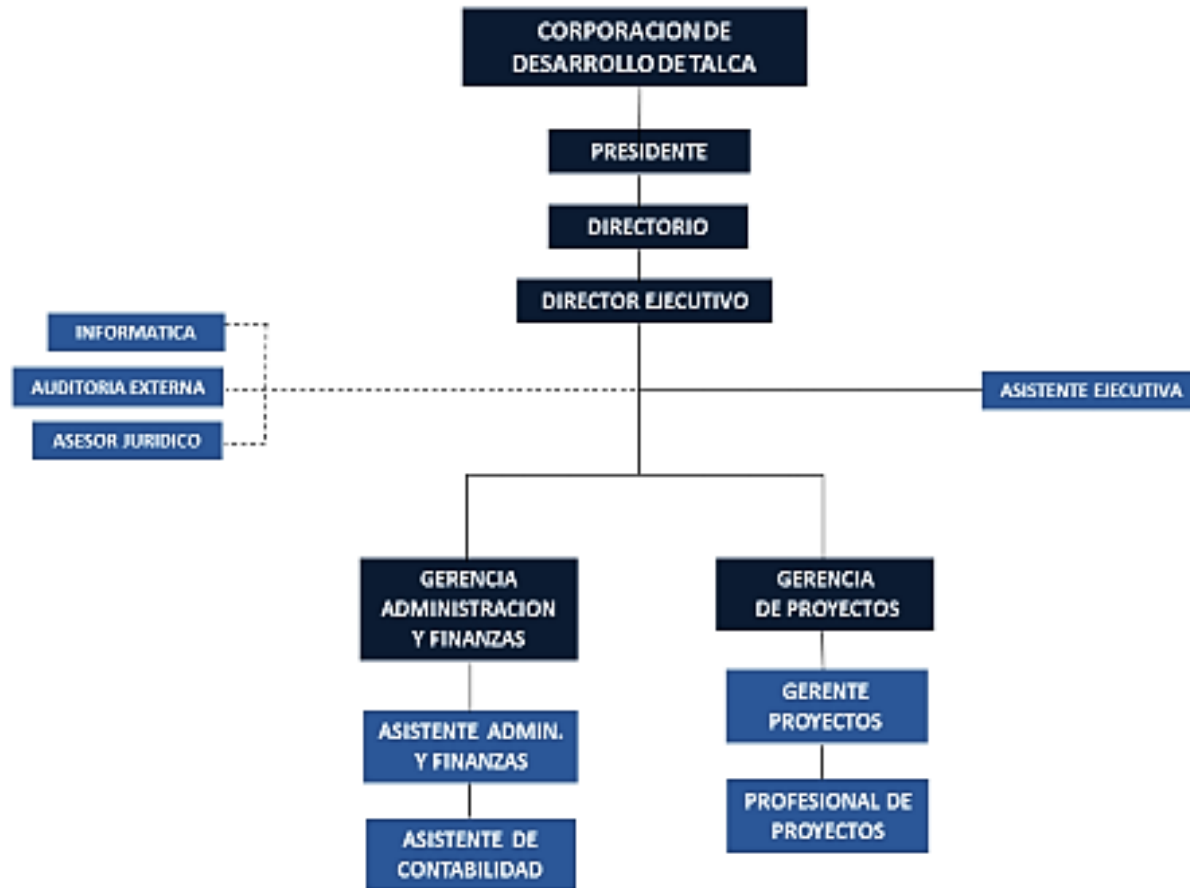 CORPORACION DE
DESARROLLO DE TALCA
PRESIDENTE
DIRECTORIO
DIRECTOR EJECUTIVO
INFORMATICA
AUDITORIA EXTERNA
ASESOR JURIDICO
ASISTENTE EJECUTIVA
GERENCIA
ADMINISTRACION
Y FINANZAS
ASISTENTE ADMIN.
Y FINANZAS
ASISTENTE DE
CONTABILIDAD
GERENCIA
DE PROYECTOS
GERENTE
PROYECTOS
PROFESIONAL DE
PROYECTOS